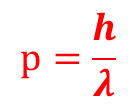 p = h/λ